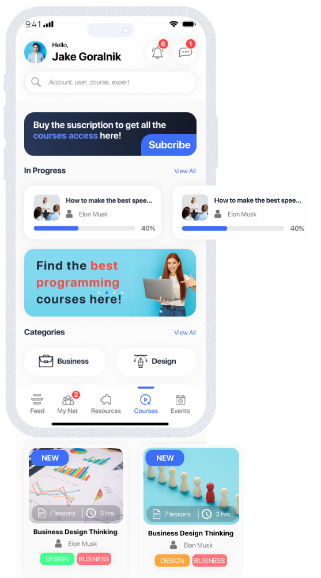 9:41
Hello,
6
1
Jake Goralnik
Account, user, course, expert
Buy the suscription to get all the
courses access here!
Subcribe
In Progress
View All
How to make the best spee...
Elon Musk
40%
How to make the best spee...
Elon Musk
40%
Find the best
programming
courses here!
Categories
View All
Business
Design
2
Feed
My Net
Resources
Courses
Events
NEW
7 lessons
3 hrs
Business Design Thinking
Elon Musk
DESIGN
BUSINESS
NEW
7 lessons
3 hrs
Business Design Thinking
Elon Musk
DESIGN
BUSINESS